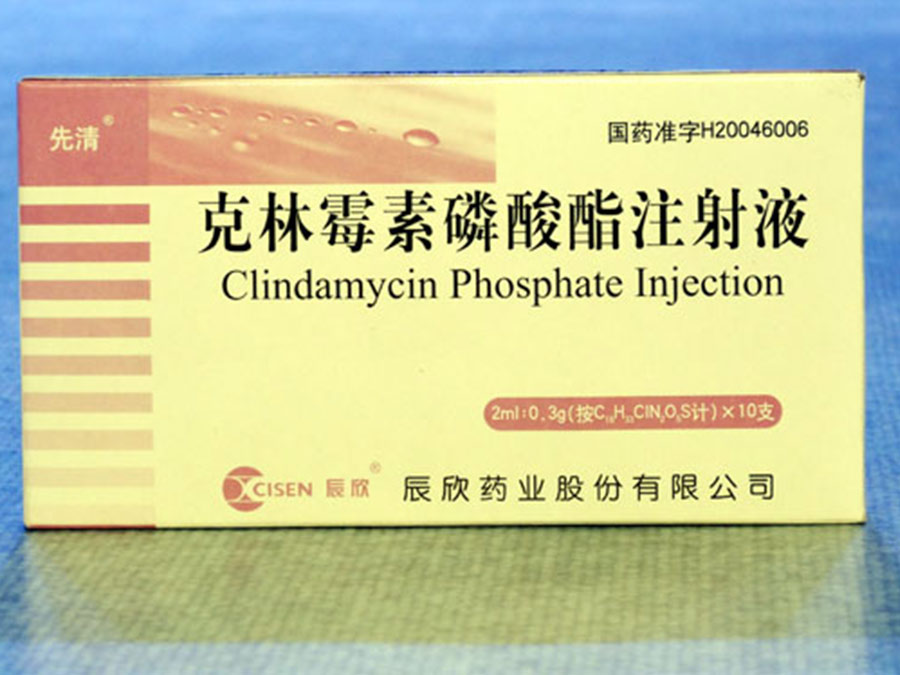 先清®
国药准字H20046006
克林霉素磷酸酯注射液
Clindamycin Phosphate Injection
2ml:0.3g(按C₁₈H₃₃ClN₂O₅S计)×10支
CISEN 辰欣® 辰欣药业股份有限公司